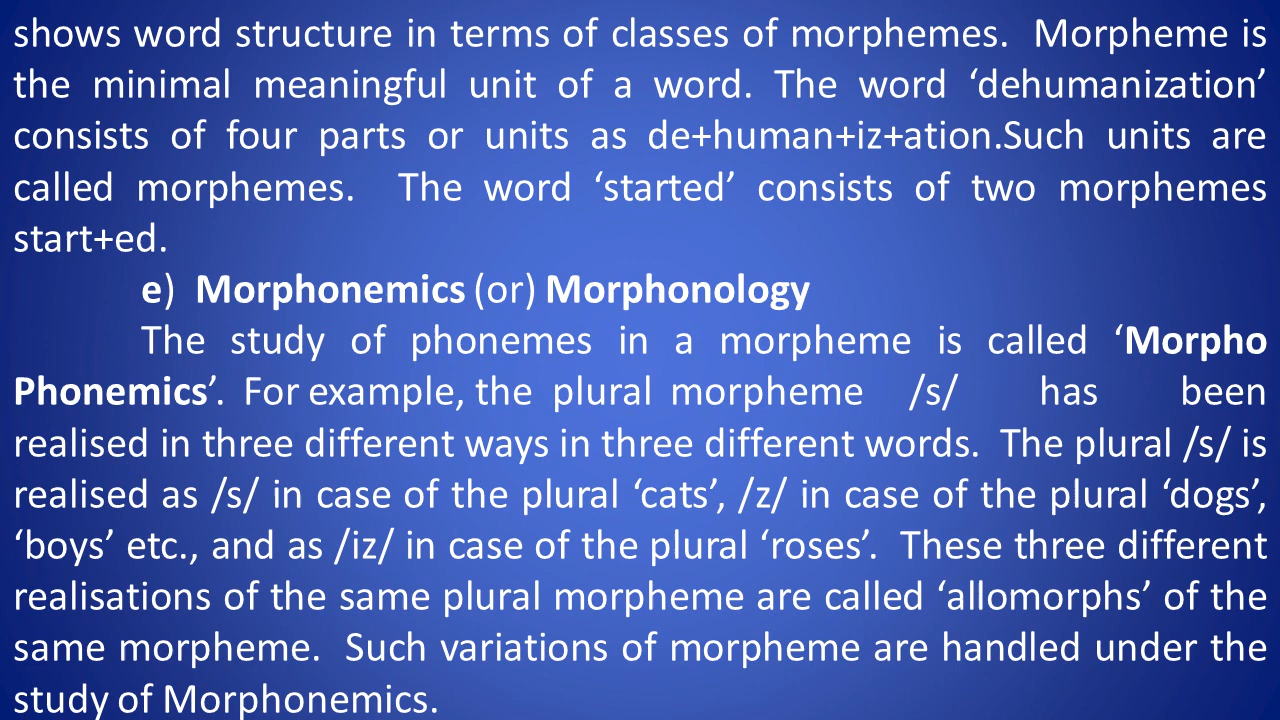 shows word structure in terms of classes of morphemes. Morpheme is
the minimal meaningful unit of a word. The word ‘dehumanization’
consists of four parts or units as de+human+iz+ation.Such units are
called morphemes. The word ‘started’ consists of two morphemes
start+ed.
e) Morphonemics (or) Morphonology
The study of phonemes in a morpheme is called ‘Morpho
Phonemics’. For example, the plural morpheme /s/ has been
realised in three different ways in three different words. The plural /s/ is
realised as /s/ in case of the plural ‘cats’, /z/ in case of the plural ‘dogs’,
‘boys’ etc., and as /iz/ in case of the plural ‘roses’. These three different
realisations of the same plural morpheme are called ‘allomorphs’ of the
same morpheme. Such variations of morpheme are handled under the
study of Morphonemics.